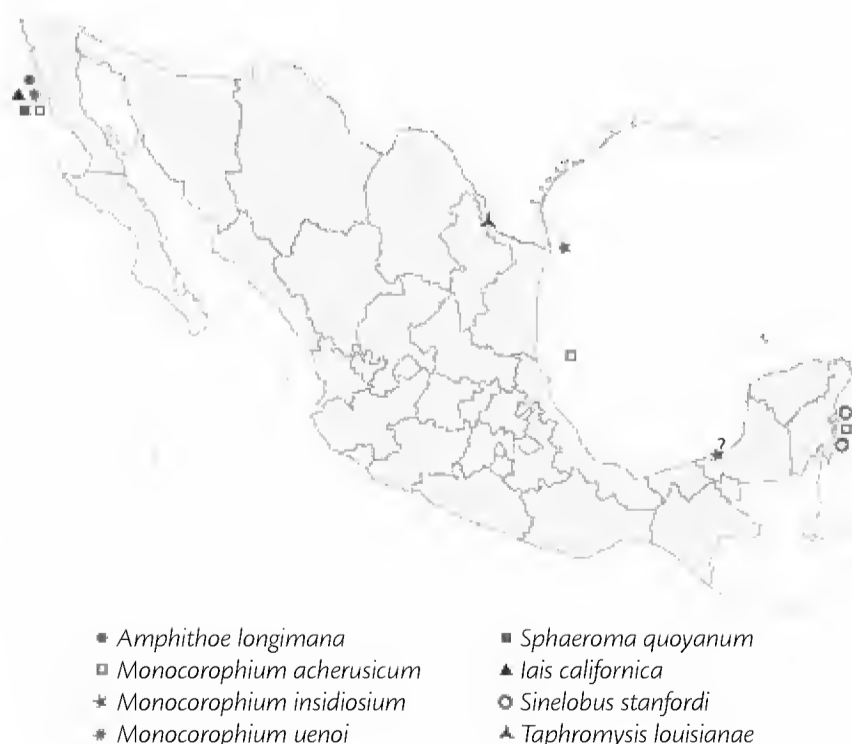 ?
Amphithoe longimana
Monocorophium acherusicum
Monocorophium insidiosium
Monocorophium uenoi
Sphaeroma quoyanum
Iais californica
Sinelobus stanfordi
Taphromysis louisianae